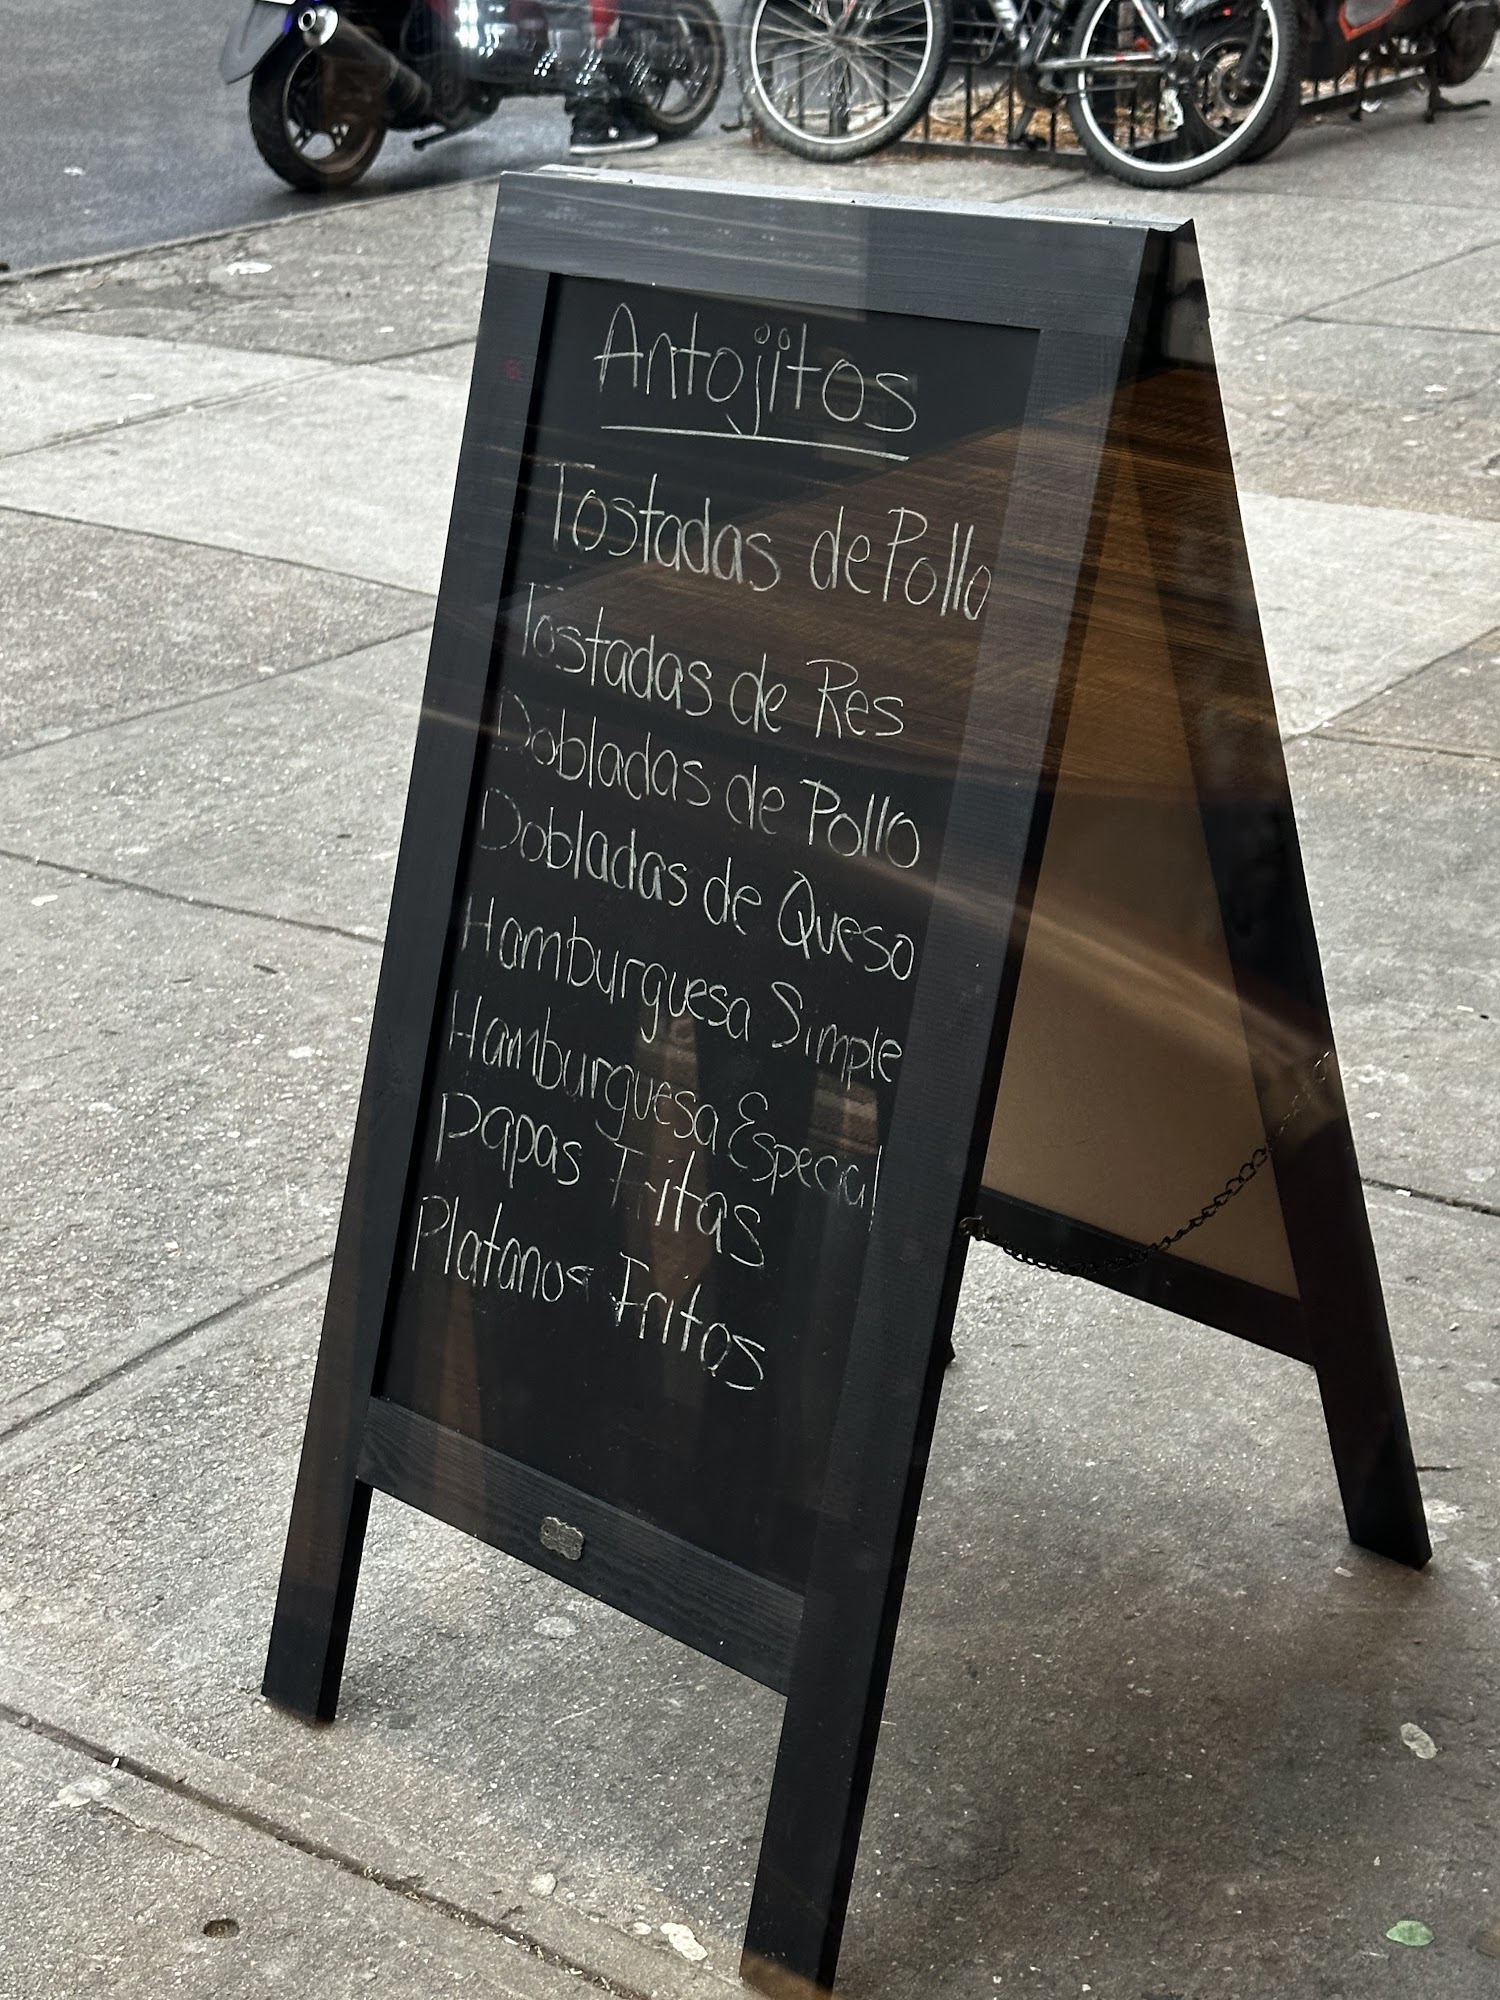 Antojitos
Tostadas de Pollo
Tostadas de Res
Dobladas de Pollo
Dobladas de Queso
Hamburguesa Simple
Hamburguesa Especial
Papas Fritas
Platanos Fritos